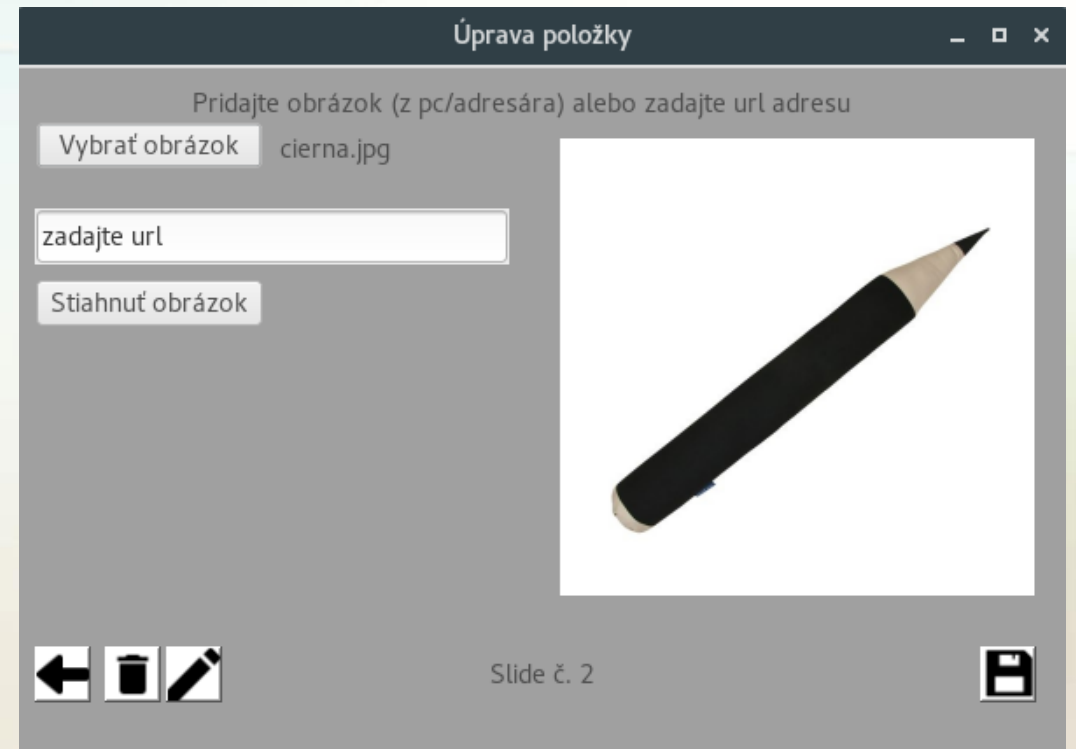 Úprava položky
Pridajte obrázok (z pc/adresára) alebo zadajte url adresu
Vybrať obrázok cierna.jpg
zadajte url
Stiahnuť obrázok
Slide č. 2